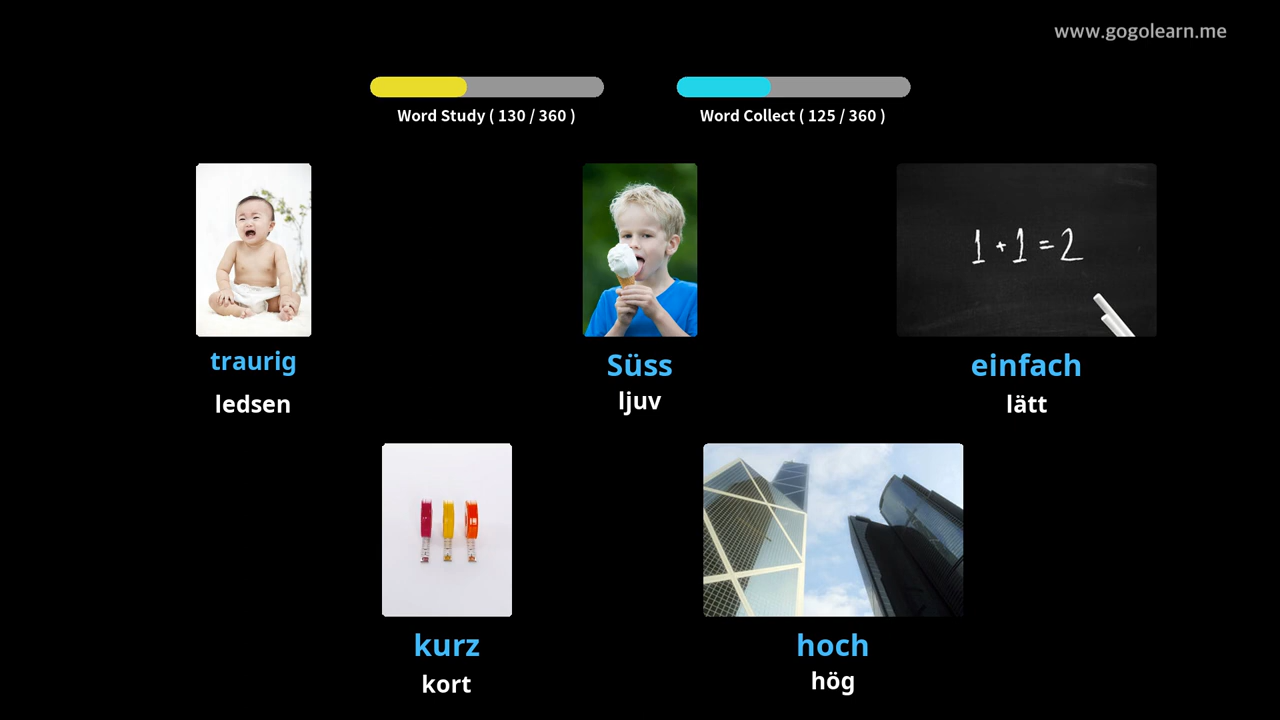 www.gogolearn.me
Word Study ( 130 / 360 )
Word Collect ( 125 / 360 )
1 + 1 = 2
traurig
Süss
einfach
ledsen
ljuv
lätt
kurz
hoch
kort
hög